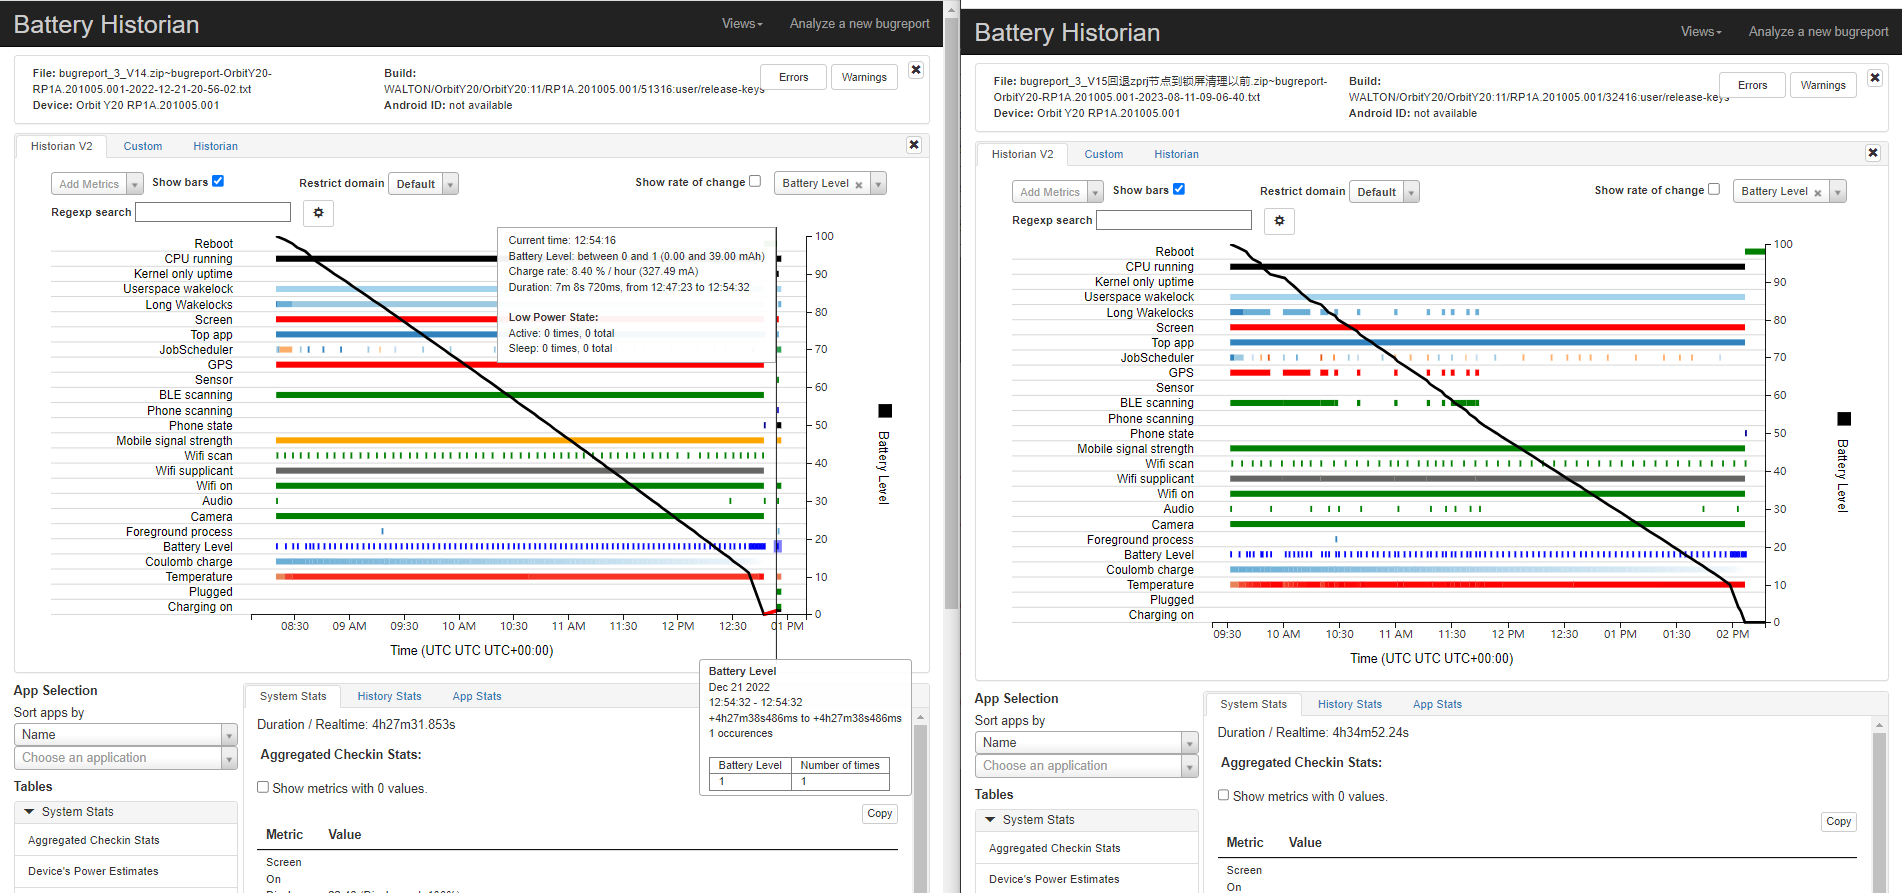 Battery Historian
Views
Analyze a new bugreport
File: bugreport_3_V14.zip~bugreport-OrbitY20-
RP1A.201005.001-2022-12-21-20-56-02.txt
Device: Orbit Y20 RP1A.201005.001
Build:
WALTON/OrbitY20/OrbitY20:11/RP1A.201005.001/51316:user/release-keys
Android ID: not available
Errors
Warnings
Historian V2
Custom
Historian
Add Metrics
Show bars
Restrict domain
Default
Show rate of change
Battery Level
Regexp search
Current time: 12:54:16
Battery Level: between 0 and 1 (0.00 and 39.00 mAh)
Charge rate: 8.40 % / hour (327.49 mA)
Duration: 7m 8s 720ms, from 12:47:23 to 12:54:32
Low Power State:
Active: 0 times, 0 total
Sleep: 0 times, 0 total
Reboot
CPU running
Kernel only uptime
Userspace wakelock
Long Wakelocks
Screen
Top app
JobScheduler
GPS
Sensor
BLE scanning
Phone scanning
Phone state
Mobile signal strength
Wifi scan
Wifi supplicant
Wifi on
Audio
Camera
Foreground process
Battery Level
Coulomb charge
Temperature
Plugged
Charging on
100
90
80
70
60
50
40
30
20
10
0
Battery Level
08:30
09 AM
09:30
10 AM
10:30
11 AM
11:30
12 PM
12:30
01 PM
Time (UTC UTC UTC+00:00)
Battery Level
Dec 21 2022
12:54:32 - 12:54:32
+4h27m38s486ms to +4h27m38s486ms
1 occurences
Battery Level Number of times
1 1
App Selection
Sort apps by
Name
Choose an application
Tables
System Stats
Aggregated Checkin Stats
Device's Power Estimates
System Stats
History Stats
App Stats
Duration / Realtime: 4h27m31.853s
Aggregated Checkin Stats:
Show metrics with 0 values.
Copy
Metric Value
Screen
On
Battery Historian
Views
Analyze a new bugreport
File: bugreport_3_V15回退zprj节点到锁屏清理以前.zip~bugreport-
OrbitY20-RP1A.201005.001-2023-08-11-09-06-40.txt
Device: Orbit Y20 RP1A.201005.001
Build:
WALTON/OrbitY20/OrbitY20:11/RP1A.201005.001/32416:user/release-keys
Android ID: not available
Errors
Warnings
Historian V2
Custom
Historian
Add Metrics
Show bars
Restrict domain
Default
Show rate of change
Battery Level
Regexp search
Reboot
CPU running
Kernel only uptime
Userspace wakelock
Long Wakelocks
Screen
Top app
JobScheduler
GPS
Sensor
BLE scanning
Phone scanning
Phone state
Mobile signal strength
Wifi scan
Wifi supplicant
Wifi on
Audio
Camera
Foreground process
Battery Level
Coulomb charge
Temperature
Plugged
Charging on
100
90
80
70
60
50
40
30
20
10
0
Battery Level
09:30
10 AM
10:30
11 AM
11:30
12 PM
12:30
01 PM
01:30
02 PM
Time (UTC UTC UTC+00:00)
App Selection
Sort apps by
Name
Choose an application
Tables
System Stats
Aggregated Checkin Stats
Device's Power Estimates
System Stats
History Stats
App Stats
Duration / Realtime: 4h34m52.24s
Aggregated Checkin Stats:
Show metrics with 0 values.
Copy
Metric Value
Screen
On